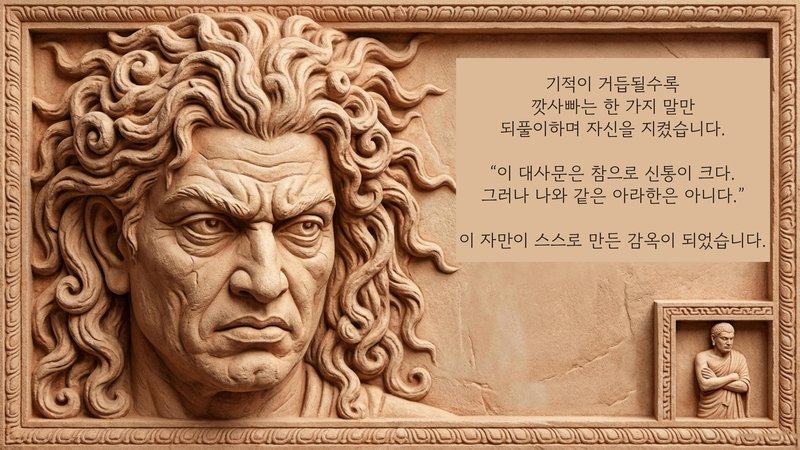 기적이 거듭될수록
깟사빠는 한 가지 말만
되풀이하며 자신을 지켰습니다.
“이 대사문은 참으로 신통이 크다.
그러나 나와 같은 아라한은 아니다.”
이 자만이 스스로 만든 감옥이 되었습니다.